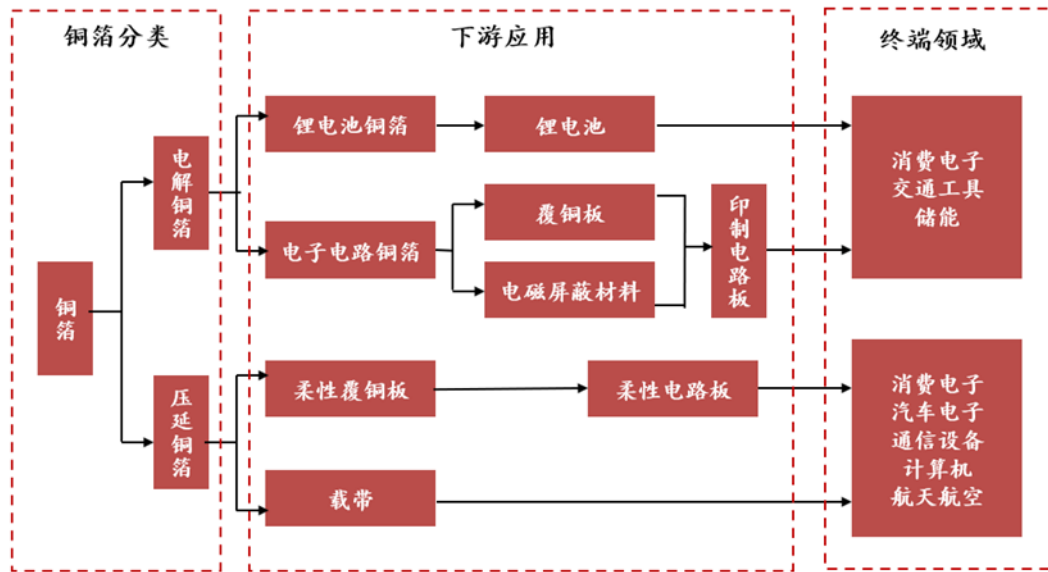 铜箔分类
下游应用
终端领域
铜箔
电解铜箔
压延铜箔
锂电池铜箔
锂电池
电子电路铜箔
覆铜板
电磁屏蔽材料
印制电路板
柔性覆铜板
柔性电路板
载带
消费电子
交通工具
储能
消费电子
汽车电子
通信设备
计算机
航天航空